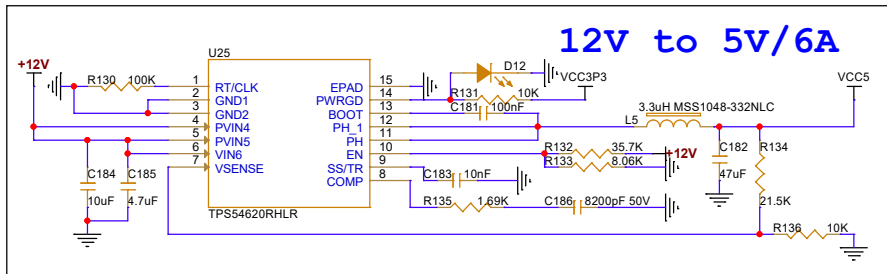 12V to 5V/6A
U25
+12V
D12
VCC3P3
VCC5
R130 100K
1 RT/CLK
2 GND1
3 GND2
4 PVIN4
5 PVIN5
6 VIN6
7 VSENSE
EPAD 15
PWRGD 14
BOOT 13
PH_1 12
PH 11
EN 10
SS/TR 9
COMP 8
R131 10K
C181 100nF
L5 3.3uH MSS1048-332NLC
R132 35.7K +12V
R133 8.06K
C182
47uF
R134
21.5K
C183 10nF
R135 1.69K C186 8200pF 50V
C184
10uF
C185
4.7uF
TPS54620RHLR
R136 10K